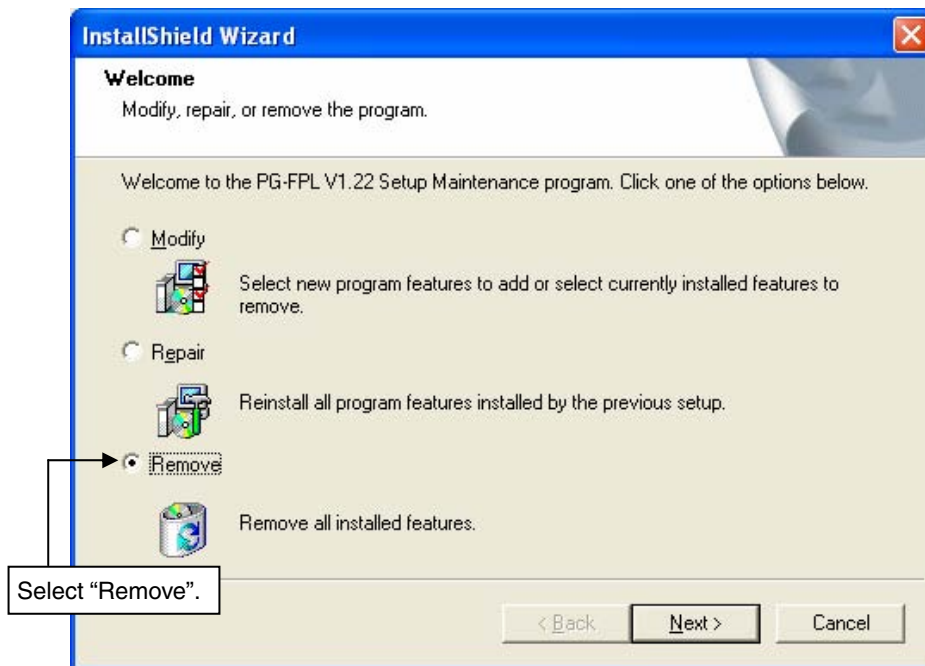 InstallShield Wizard
Welcome
Modify, repair, or remove the program.
Welcome to the PG-FPL V1.22 Setup Maintenance program. Click one of the options below.
Modify
Select new program features to add or select currently installed features to
remove.
Repair
Reinstall all program features installed by the previous setup.
Remove
Remove all installed features.
Select “Remove”.
< Back
Next >
Cancel